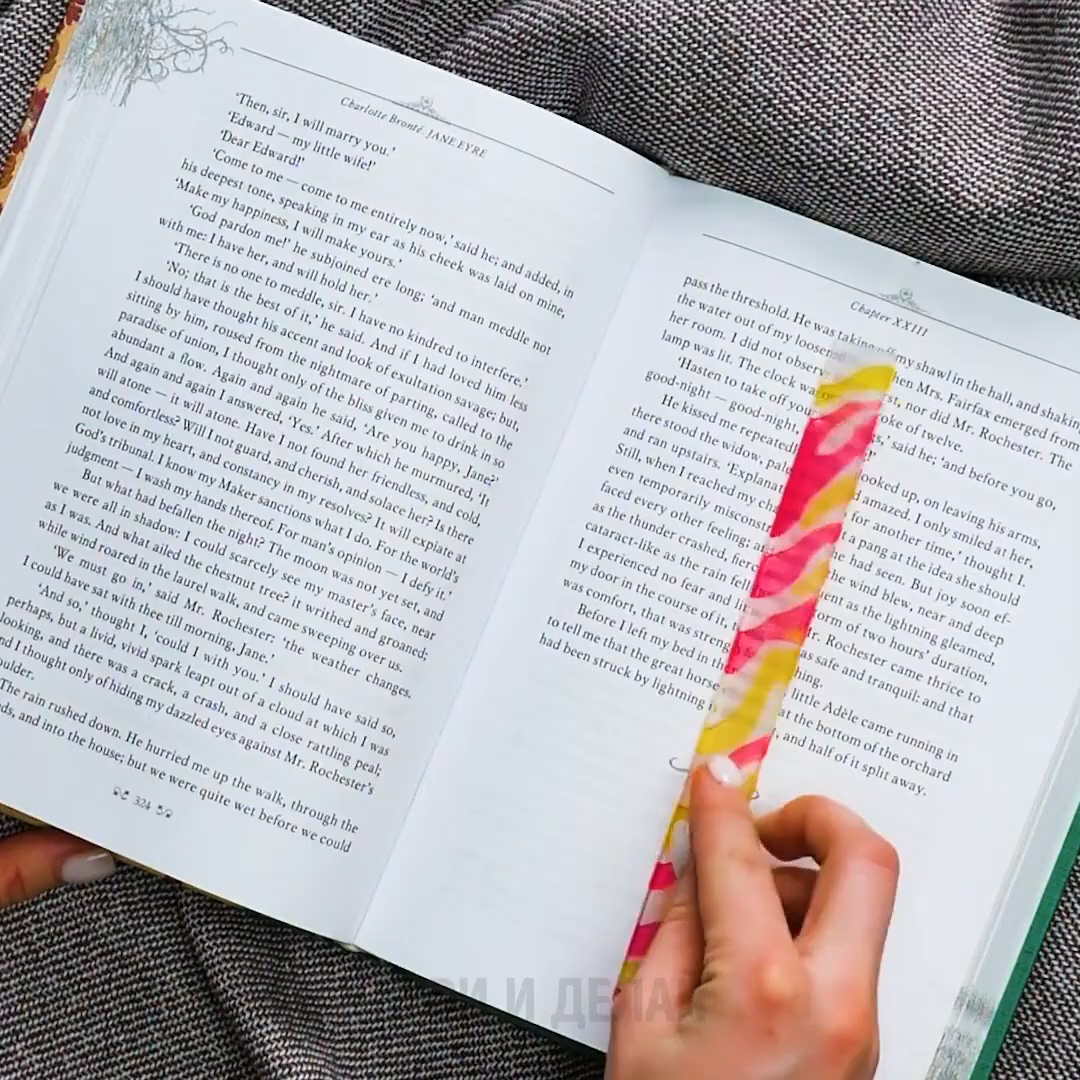 Charlotte Brontë. JANE EYRE
‘Then, sir, I will marry you.’
‘Edward — my little wife!’
‘Dear Edward!’
‘Come to me — come to me entirely now,’ said he; and added, in
his deepest tone, speaking in my ear as his cheek was laid on mine,
‘Make my happiness, I will make yours.’
‘God pardon me!’ he subjoined ere long; ‘and man meddle not
with me: I have her, and will hold her.’
‘There is no one to meddle, sir. I have no kindred to interfere.’
‘No; that is the best of it,’ he said. And if I had loved him less
I should have thought his accent and look of exultation savage; but,
sitting by him, roused from the nightmare of parting, called to the
paradise of union, I thought only of the bliss given me to drink in so
abundant a flow. Again and again he said, ‘Are you happy, Jane?’
And again and again I answered, ‘Yes.’ After which he murmured, ‘It
will atone — it will atone. Have I not found her friendless, and cold,
and comfortless? Will I not guard, and cherish, and solace her? Is there
not love in my heart, and constancy in my resolves? It will expiate at
God’s tribunal. I know my Maker sanctions what I do. For the world’s
judgment — I wash my hands thereof. For man’s opinion — I defy it.’
But what had befallen the night? The moon was not yet set, and
we were all in shadow: I could scarcely see my master’s face, near
as I was. And what ailed the chestnut tree? it writhed and groaned;
while wind roared in the laurel walk, and came sweeping over us.
‘We must go in,’ said Mr. Rochester: ‘the weather changes.
I could have sat with thee till morning, Jane.’
‘And so,’ thought I, ‘could I with you.’ I should have said so,
perhaps, but a livid, vivid spark leapt out of a cloud at which I was
looking, and there was a crack, a crash, and a close rattling peal;
and I thought only of hiding my dazzled eyes against Mr. Rochester’s
oulder.
The rain rushed down. He hurried me up the walk, through the
ds, and into the house; but we were quite wet before we could
324
Chapter XXIII
pass the threshold. He was taking off my shawl in the hall, and shaking
the water out of my loosened hen Mrs. Fairfax emerged from
her room. I did not observe rst, nor did Mr. Rochester. The
lamp was lit. The clock was o oke of twelve.
‘Hasten to take off your s,’ said he; ‘and before you go,
good-night — good-night,
He kissed me repeated ooked up, on leaving his arms,
there stood the widow, pale d amazed. I only smiled at her,
and ran upstairs. ‘Explanat for another time,’ thought I.
Still, when I reached my ch a pang at the idea she should
even temporarily misconstr had seen. But joy soon ef-
faced every other feeling; a he wind blew, near and deep
as the thunder crashed, fierc ent as the lightning gleamed,
cataract-like as the rain fell orm of two hours’ duration,
I experienced no fear and li r. Rochester came thrice to
my door in the course of it, as safe and tranquil: and that
was comfort, that was streng hing.
Before I left my bed in th little Adèle came running in
to tell me that the great horse at the bottom of the orchard
had been struck by lightning , and half of it split away.
И ДЕЛАЙ